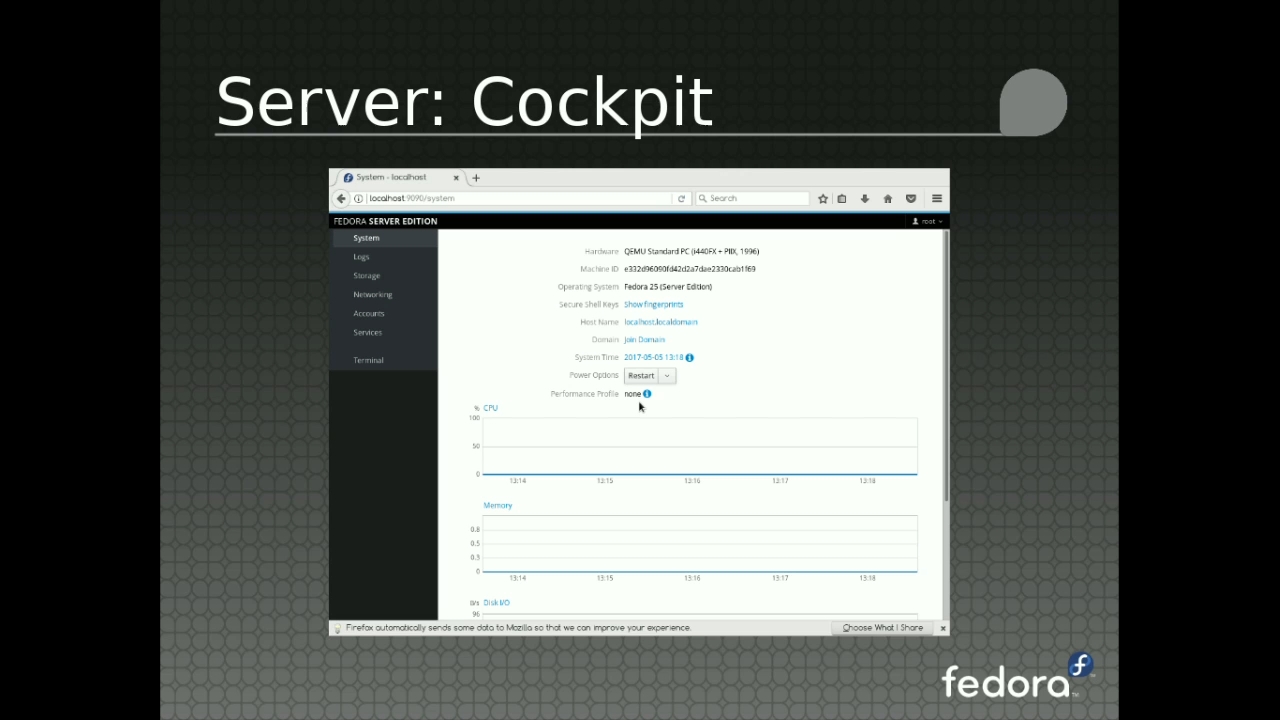 Server: Cockpit
System - localhost
localhost:9090/system
Search
FEDORA SERVER EDITION
root
System
Logs
Storage
Networking
Accounts
Services
Terminal
Hardware QEMU Standard PC (i440FX + PIIX, 1996)
Machine ID e332d96090fd42d2a7dae2330cab1f69
Operating System Fedora 25 (Server Edition)
Secure Shell Keys Show fingerprints
Host Name localhost.localdomain
Domain Join Domain
System Time 2017-05-05 13:18
Power Options Restart
Performance Profile none
% CPU
100
50
0
13:14 13:15 13:16 13:17 13:18
Memory
0.8
0.5
0.3
0
13:14 13:15 13:16 13:17 13:18
B/s Disk I/O
96
Firefox automatically sends some data to Mozilla so that we can improve your experience.
Choose What I Share
fedora